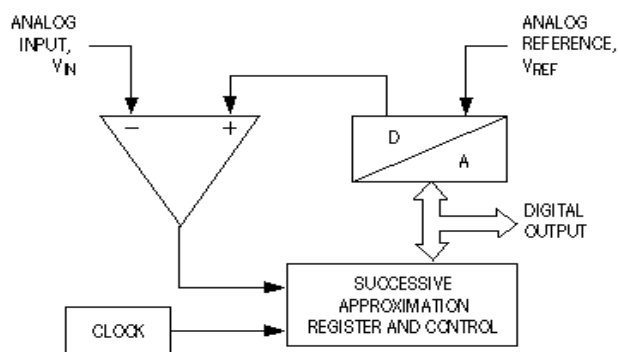 ANALOG
INPUT,
VIN
ANALOG
REFERENCE,
VREF
− +
D
A
DIGITAL
OUTPUT
SUCCESSIVE
APPROXIMATION
REGISTER AND CONTROL
CLOCK